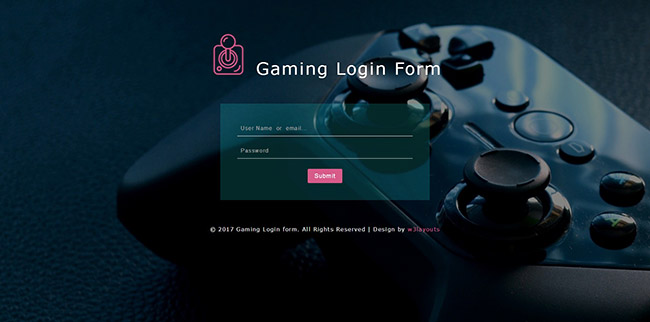 Gaming Login Form
User Name or email...
Password
Submit
© 2017 Gaming Login form. All Rights Reserved | Design by w3layouts